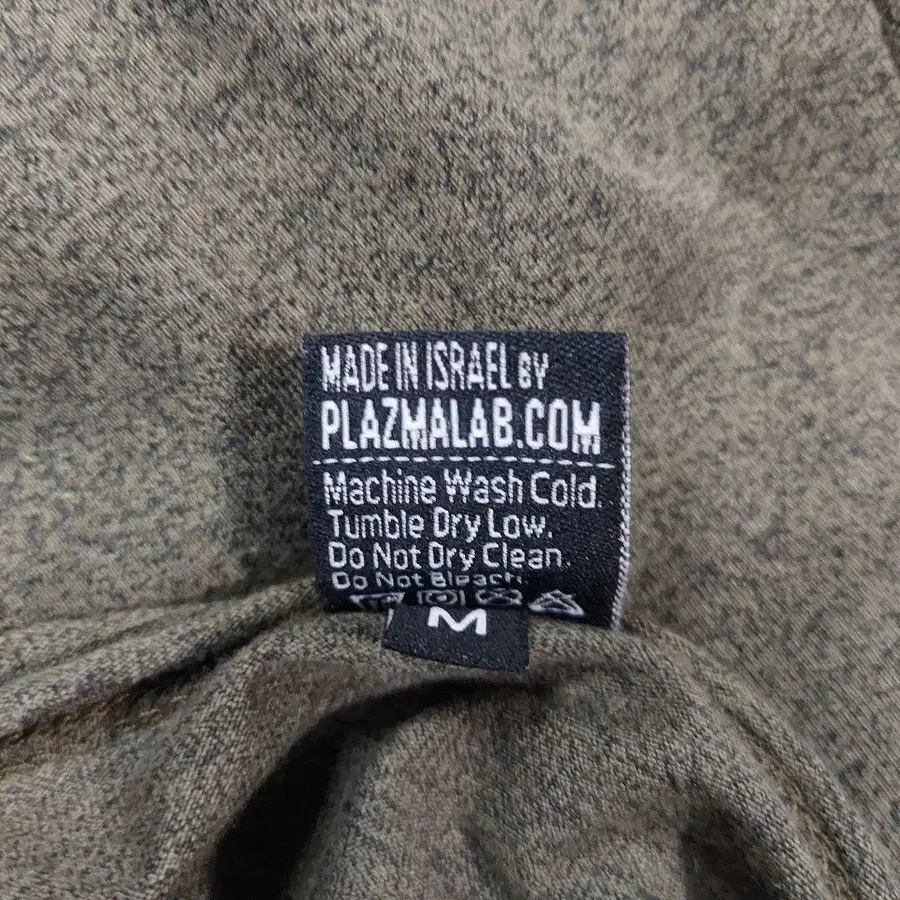 MADE IN ISRAEL BY
PLAZMALAB.COM
Machine Wash Cold.
Tumble Dry Low.
Do Not Dry Clean.
Do Not Bleach.
M